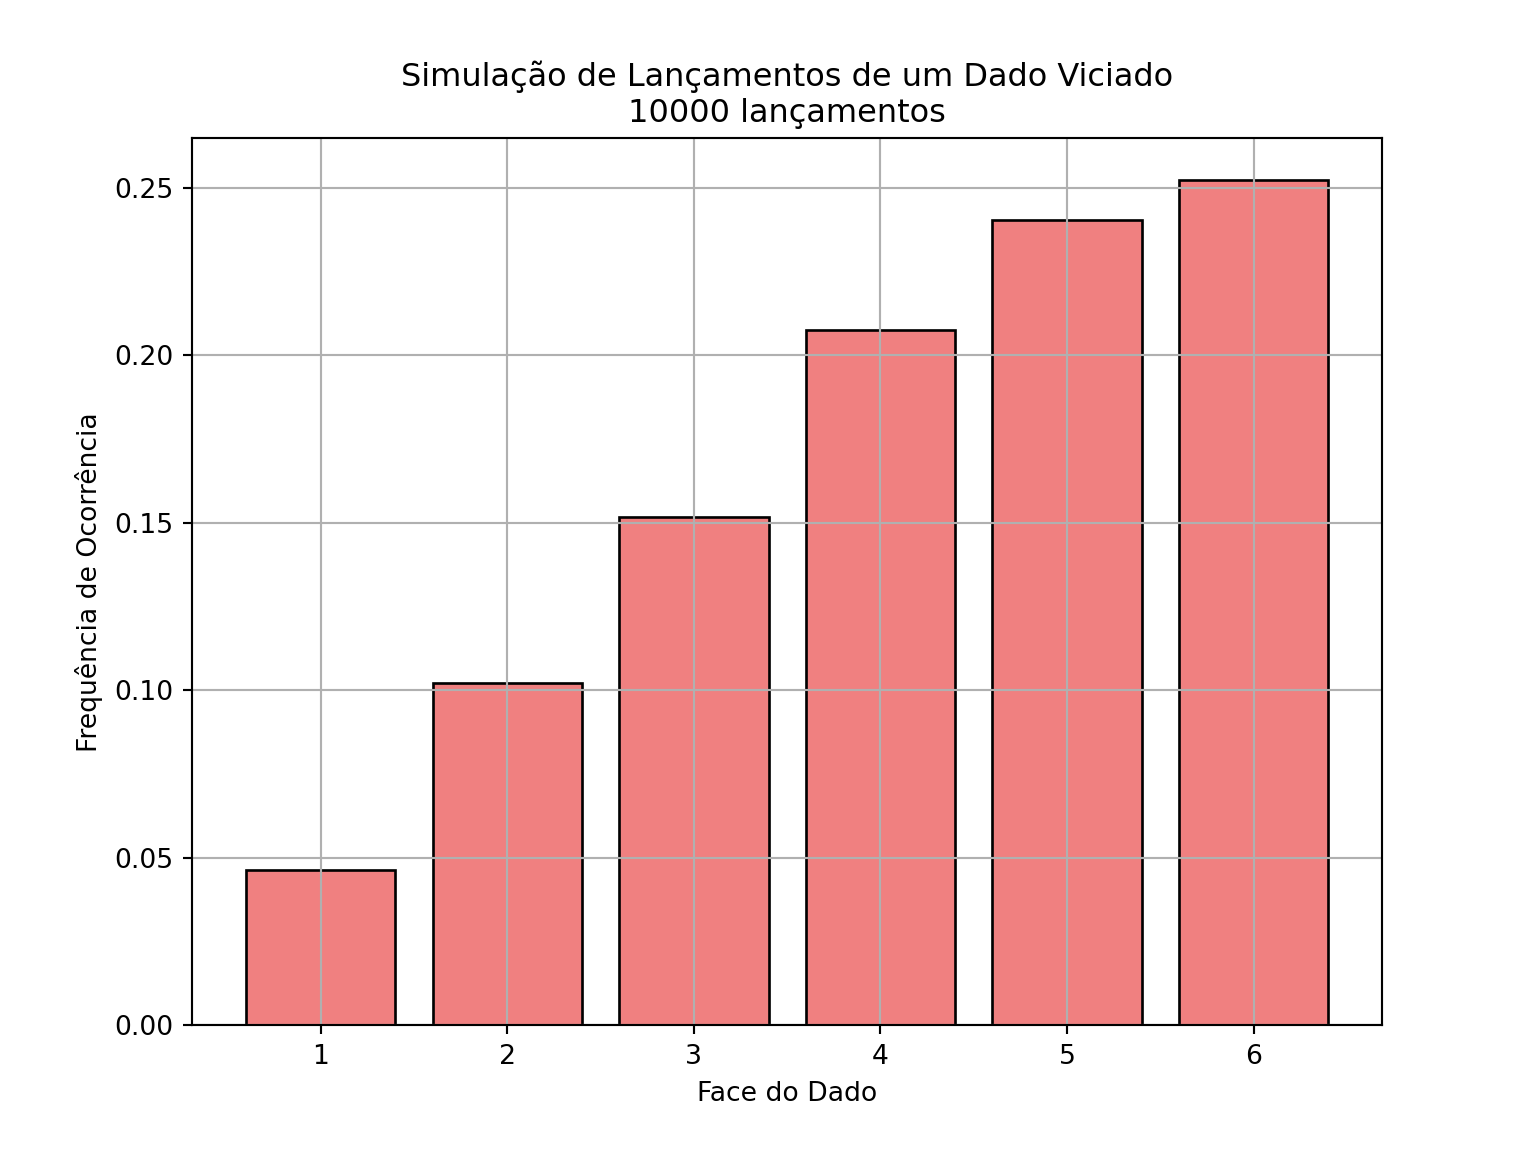 Simulação de Lançamentos de um Dado Viciado
10000 lançamentos
Frequência de Ocorrência
0.25
0.20
0.15
0.10
0.05
0.00
1 2 3 4 5 6
Face do Dado